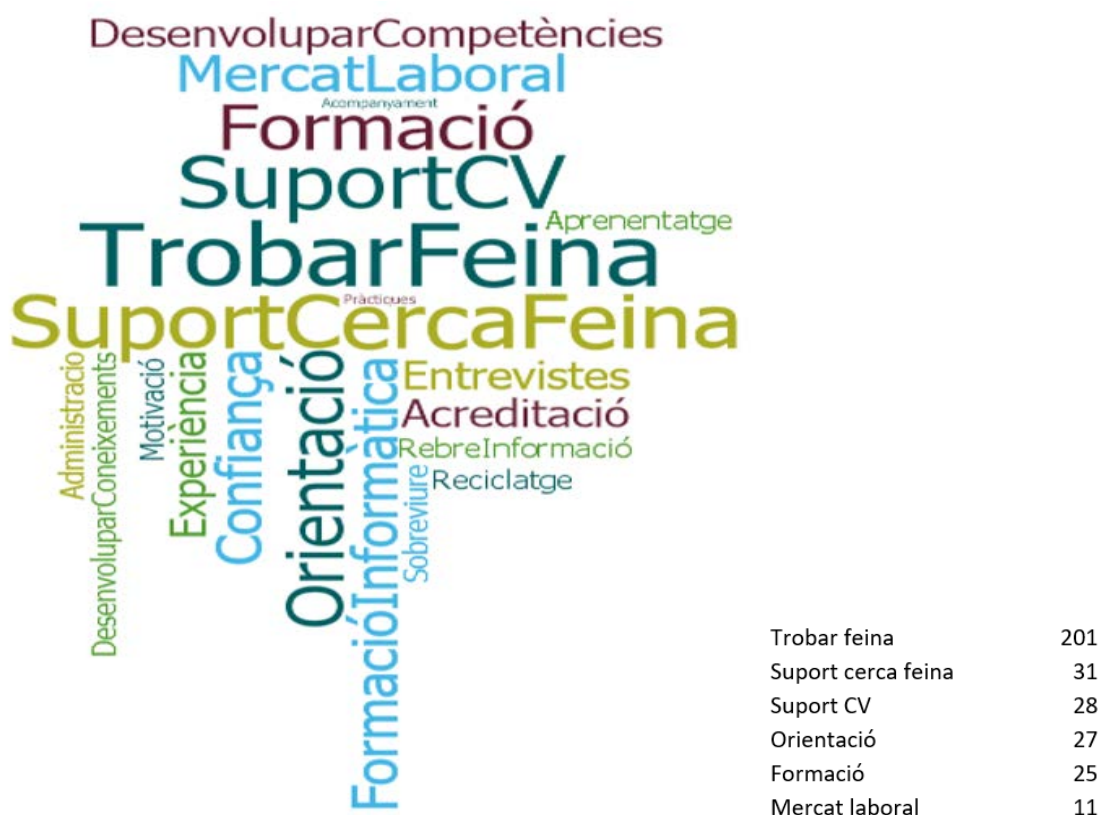 DesenvoluparCompetències
MercatLaboral
Acompanyament
Formació
SuportCV
Aprenentatge
TrobarFeina
Pràctiques
SuportCercaFeina
Administracio
DesenvoluparConeixements
Motivació
Experiència
Confiança
Orientació
FormacióInformàtica
Entrevistes
Acreditació
RebreInformació
Sobreviure
Reciclatge
Trobar feina 201
Suport cerca feina 31
Suport CV 28
Orientació 27
Formació 25
Mercat laboral 11